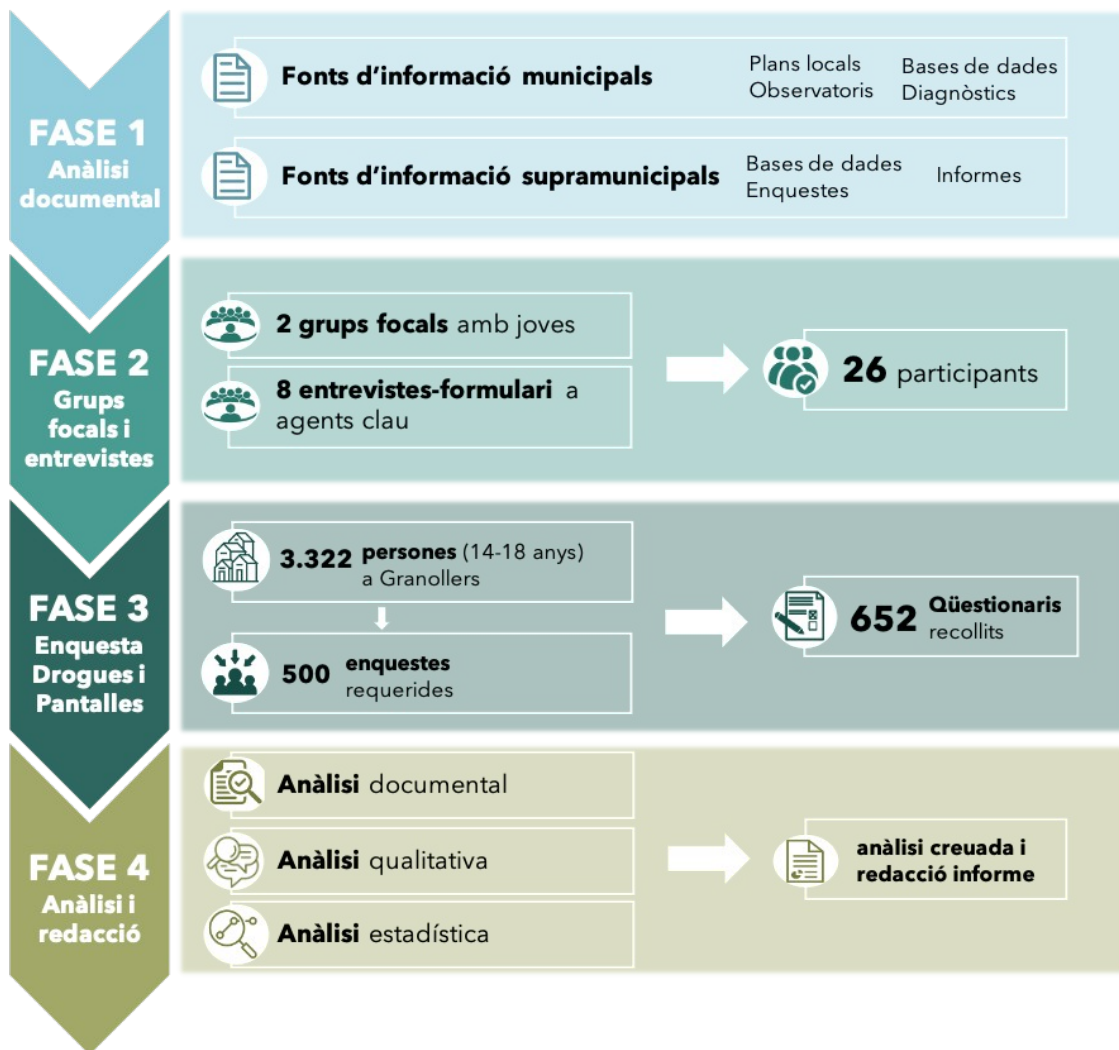 FASE 1
Anàlisi
documental
Fonts d’informació municipals
Plans locals
Observatoris
Bases de dades
Diagnòstics
Fonts d’informació supramunicipals
Bases de dades
Enquestes
Informes
FASE 2
Grups
focals i
entrevistes
2 grups focals amb joves
8 entrevistes-formulari a
agents clau
26 participants
FASE 3
Enquesta
Drogues i
Pantalles
3.322 persones (14-18 anys)
a Granollers
500 enquestes
requerides
652 Qüestionaris
recollits
FASE 4
Anàlisi i
redacció
Anàlisi documental
Anàlisi qualitativa
Anàlisi estadística
anàlisi creuada i
redacció informe